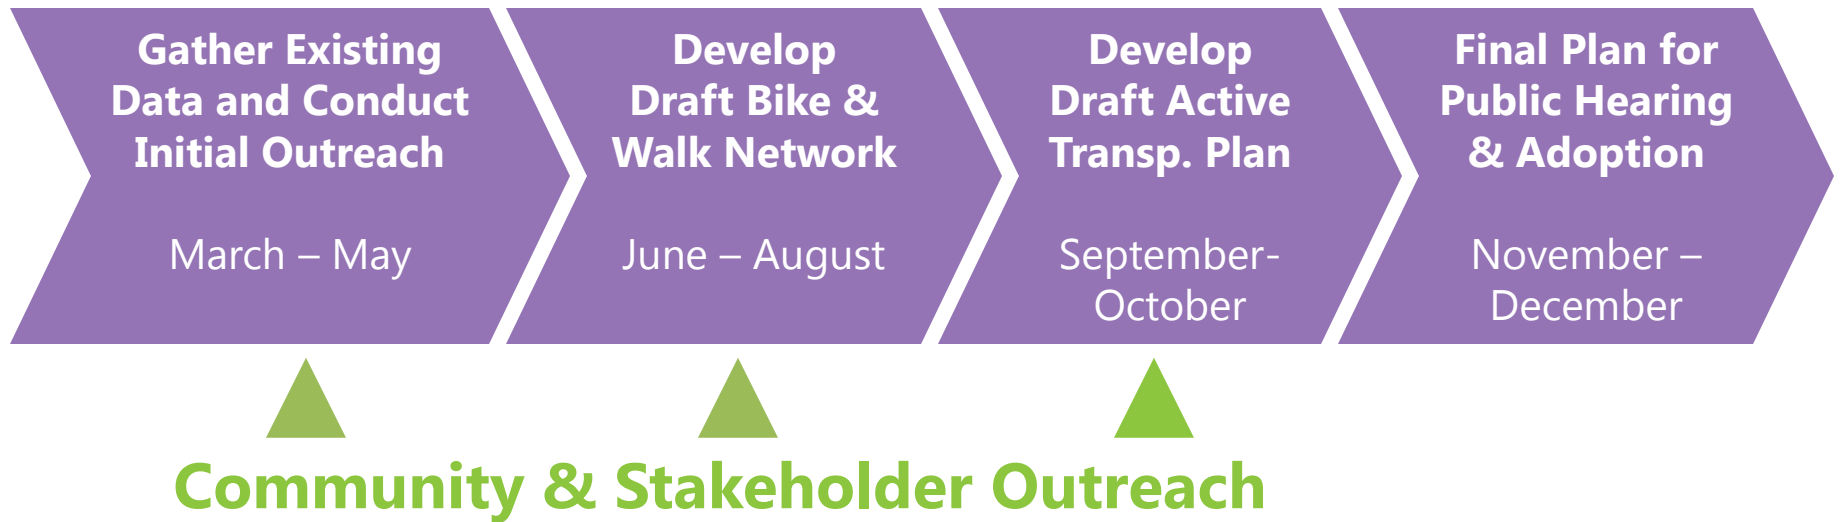 Gather Existing
Data and Conduct
Initial Outreach
March – May
Develop
Draft Bike &
Walk Network
June – August
Develop
Draft Active
Transp. Plan
September-
October
Final Plan for
Public Hearing
& Adoption
November –
December
Community & Stakeholder Outreach